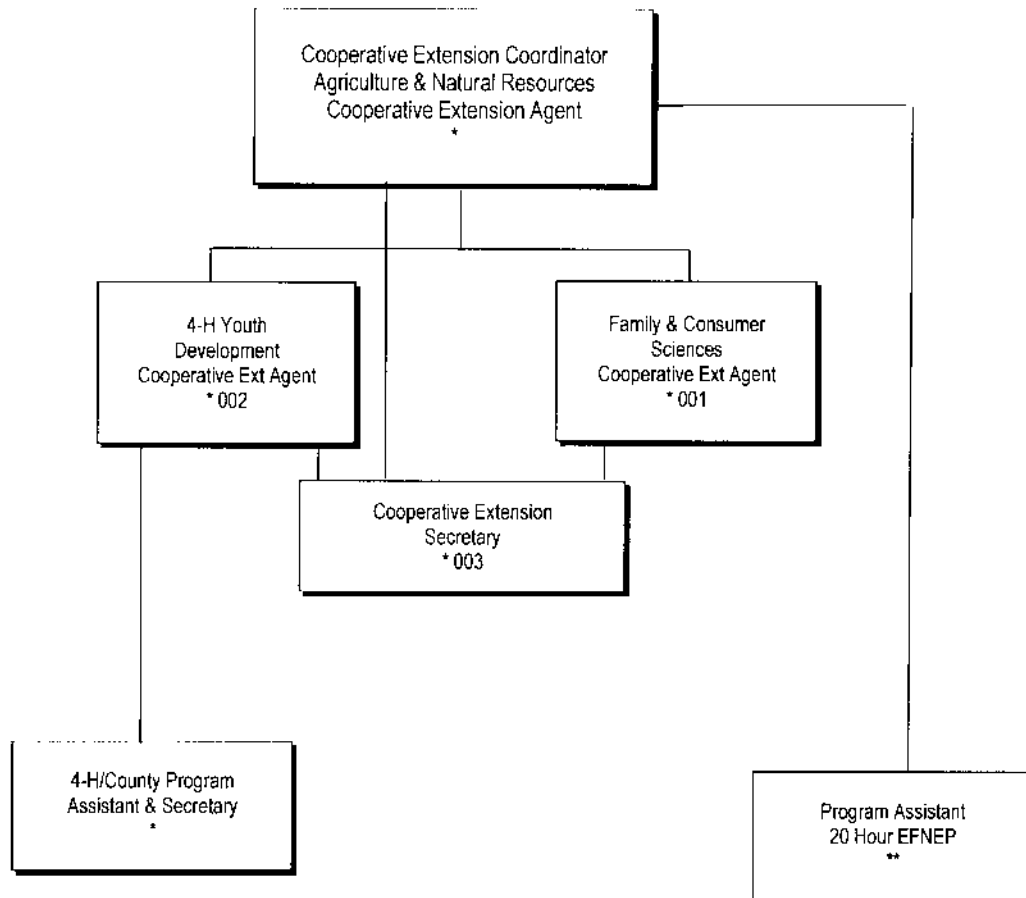 Cooperative Extension Coordinator
Agriculture & Natural Resources
Cooperative Extension Agent
*
4-H Youth
Development
Cooperative Ext Agent
* 002
Family & Consumer
Sciences
Cooperative Ext Agent
* 001
Cooperative Extension
Secretary
* 003
4-H/County Program
Assistant & Secretary
*
Program Assistant
20 Hour EFNEP
**